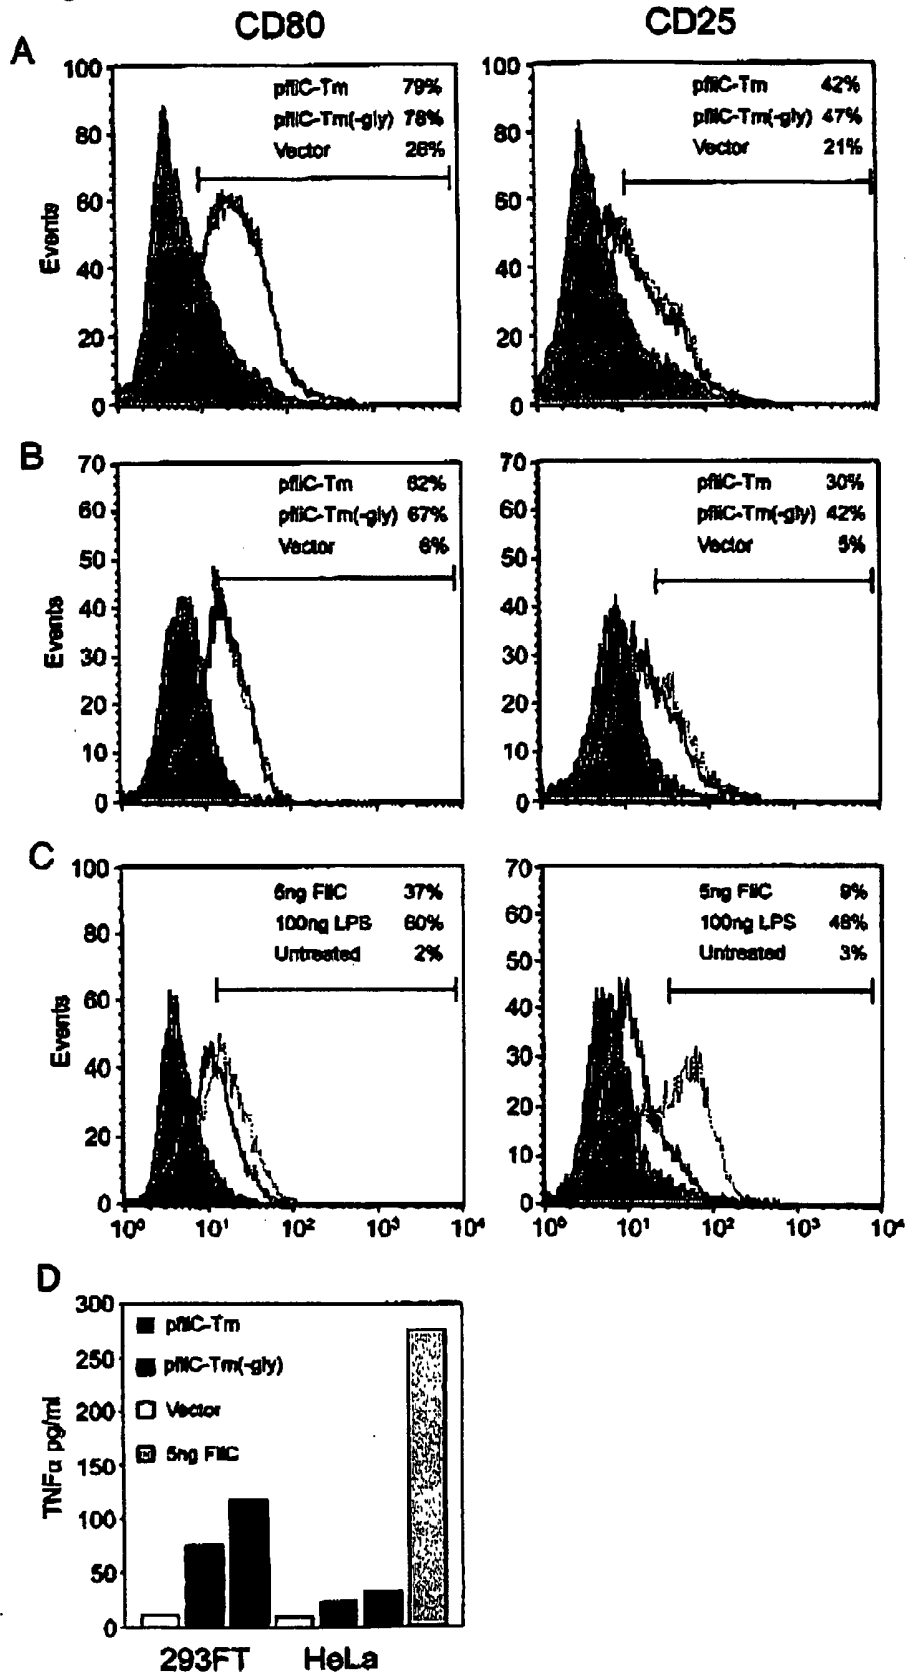 CD80
CD25
A
100
80
60
40
20
0
Events
pfliC-Tm 79%
pfliC-Tm(-gly) 78%
Vector 26%
100
80
60
40
20
0
pfliC-Tm 42%
pfliC-Tm(-gly) 47%
Vector 21%
B
70
60
50
40
30
20
10
0
Events
pfliC-Tm 62%
pfliC-Tm(-gly) 67%
Vector 6%
70
60
50
40
30
20
10
0
pfliC-Tm 30%
pfliC-Tm(-gly) 42%
Vector 5%
C
100
80
60
40
20
0
Events
5ng FliC 37%
100ng LPS 60%
Untreated 2%
10⁰ 10¹ 10² 10³ 10⁴
70
60
50
40
30
20
10
0
5ng FliC 9%
100ng LPS 48%
Untreated 3%
10⁰ 10¹ 10² 10³ 10⁴
D
300
250
200
150
100
50
0
TNFα pg/ml
pfliC-Tm
pfliC-Tm(-gly)
Vector
5ng FliC
293FT HeLa